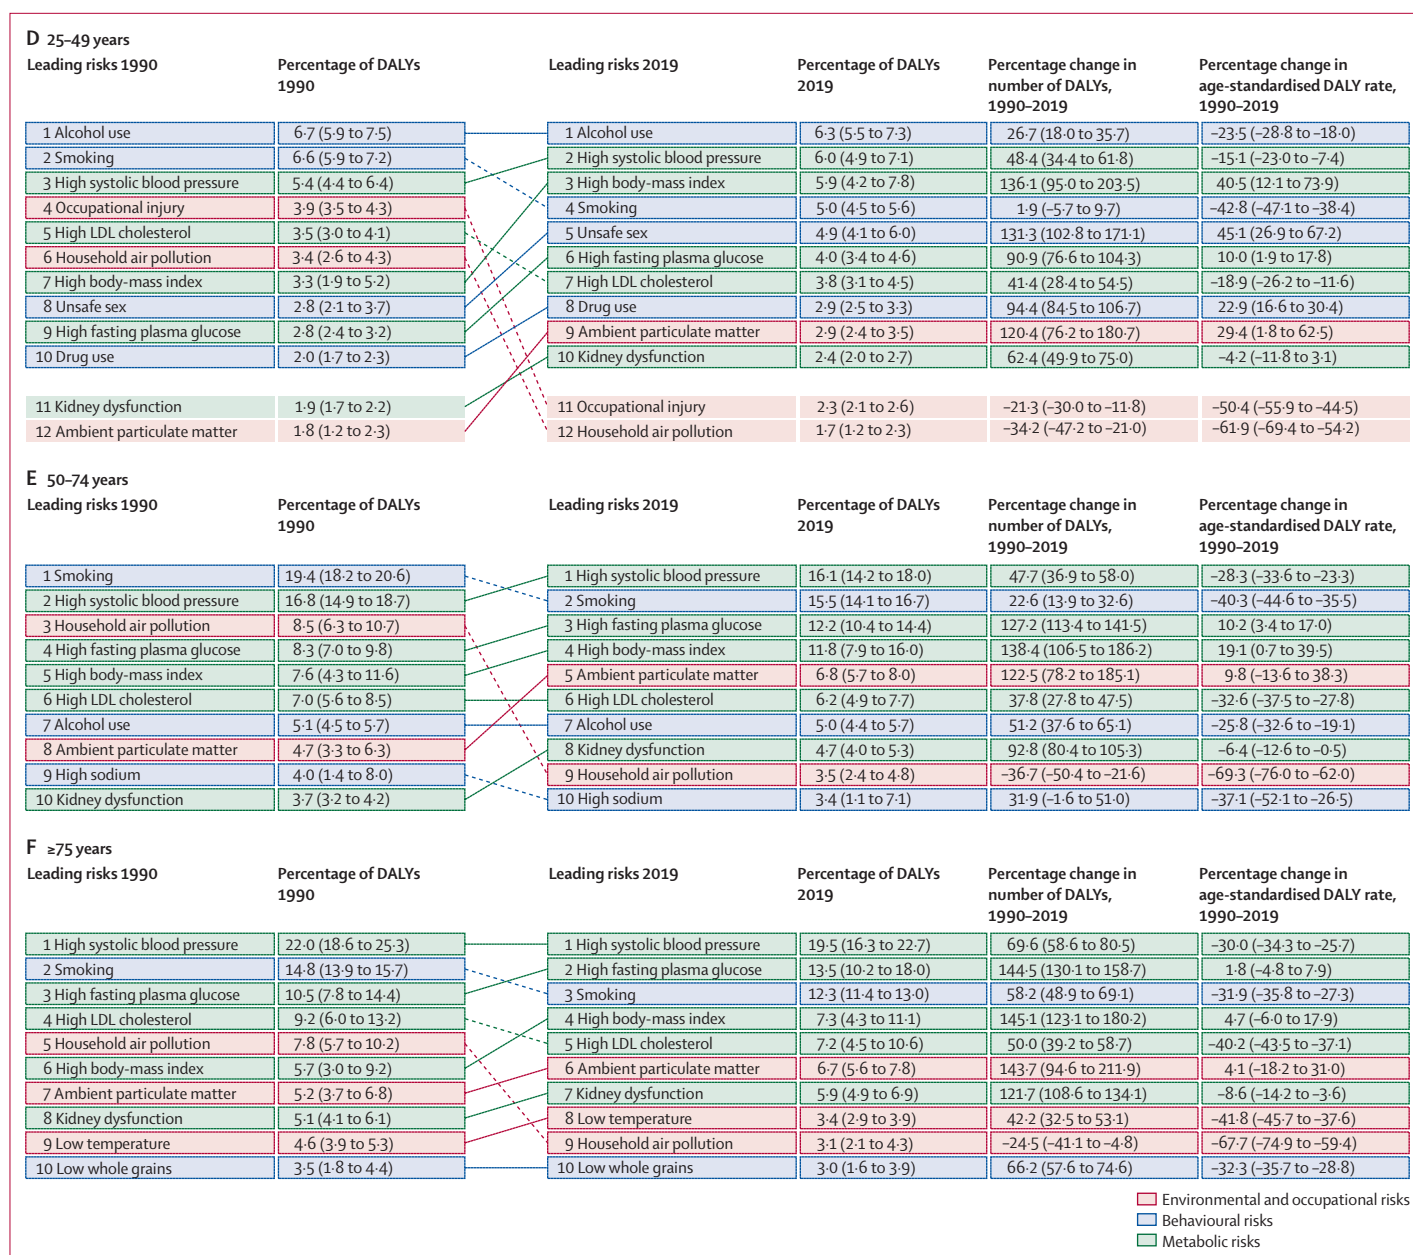 D 25–49 years
Leading risks 1990 Percentage of DALYs 1990 Leading risks 2019 Percentage of DALYs 2019 Percentage change in number of DALYs, 1990–2019 Percentage change in age-standardised DALY rate, 1990–2019
1 Alcohol use 6·7 (5·9 to 7·5) 1 Alcohol use 6·3 (5·5 to 7·3) 26·7 (18·0 to 35·7) –23·5 (–28·8 to –18·0)
2 Smoking 6·6 (5·9 to 7·2) 2 High systolic blood pressure 6·0 (4·9 to 7·1) 48·4 (34·4 to 61·8) –15·1 (–23·0 to –7·4)
3 High systolic blood pressure 5·4 (4·4 to 6·4) 3 High body-mass index 5·9 (4·2 to 7·8) 136·1 (95·0 to 203·5) 40·5 (12·1 to 73·9)
4 Occupational injury 3·9 (3·5 to 4·3) 4 Smoking 5·0 (4·5 to 5·6) 1·9 (–5·7 to 9·7) –42·8 (–47·1 to –38·4)
5 High LDL cholesterol 3·5 (3·0 to 4·1) 5 Unsafe sex 4·9 (4·1 to 6·0) 131·3 (102·8 to 171·1) 45·1 (26·9 to 67·2)
6 Household air pollution 3·4 (2·6 to 4·3) 6 High fasting plasma glucose 4·0 (3·4 to 4·6) 90·9 (76·6 to 104·3) 10·0 (1·9 to 17·8)
7 High body-mass index 3·3 (1·9 to 5·2) 7 High LDL cholesterol 3·8 (3·1 to 4·5) 41·4 (28·4 to 54·5) –18·9 (–26·2 to –11·6)
8 Unsafe sex 2·8 (2·1 to 3·7) 8 Drug use 2·9 (2·5 to 3·3) 94·4 (84·5 to 106·7) 22·9 (16·6 to 30·4)
9 High fasting plasma glucose 2·8 (2·4 to 3·2) 9 Ambient particulate matter 2·9 (2·4 to 3·5) 120·4 (76·2 to 180·7) 29·4 (1·8 to 62·5)
10 Drug use 2·0 (1·7 to 2·3) 10 Kidney dysfunction 2·4 (2·0 to 2·7) 62·4 (49·9 to 75·0) –4·2 (–11·8 to 3·1)
11 Kidney dysfunction 1·9 (1·7 to 2·2) 11 Occupational injury 2·3 (2·1 to 2·6) –21·3 (–30·0 to –11·8) –50·4 (–55·9 to –44·5)
12 Ambient particulate matter 1·8 (1·2 to 2·3) 12 Household air pollution 1·7 (1·2 to 2·3) –34·2 (–47·2 to –21·0) –61·9 (–69·4 to –54·2)
E 50–74 years
Leading risks 1990 Percentage of DALYs 1990 Leading risks 2019 Percentage of DALYs 2019 Percentage change in number of DALYs, 1990–2019 Percentage change in age-standardised DALY rate, 1990–2019
1 Smoking 19·4 (18·2 to 20·6) 1 High systolic blood pressure 16·1 (14·2 to 18·0) 47·7 (36·9 to 58·0) –28·3 (–33·6 to –23·3)
2 High systolic blood pressure 16·8 (14·9 to 18·7) 2 Smoking 15·5 (14·1 to 16·7) 22·6 (13·9 to 32·6) –40·3 (–44·6 to –35·5)
3 Household air pollution 8·5 (6·3 to 10·7) 3 High fasting plasma glucose 12·2 (10·4 to 14·4) 127·2 (113·4 to 141·5) 10·2 (3·4 to 17·0)
4 High fasting plasma glucose 8·3 (7·0 to 9·8) 4 High body-mass index 11·8 (7·9 to 16·0) 138·4 (106·5 to 186·2) 19·1 (0·7 to 39·5)
5 High body-mass index 7·6 (4·3 to 11·6) 5 Ambient particulate matter 6·8 (5·7 to 8·0) 122·5 (78·2 to 185·1) 9·8 (–13·6 to 38·3)
6 High LDL cholesterol 7·0 (5·6 to 8·5) 6 High LDL cholesterol 6·2 (4·9 to 7·7) 37·8 (27·8 to 47·5) –32·6 (–37·5 to –27·8)
7 Alcohol use 5·1 (4·5 to 5·7) 7 Alcohol use 5·0 (4·4 to 5·7) 51·2 (37·6 to 65·1) –25·8 (–32·6 to –19·1)
8 Ambient particulate matter 4·7 (3·3 to 6·3) 8 Kidney dysfunction 4·7 (4·0 to 5·3) 92·8 (80·4 to 105·3) –6·4 (–12·6 to –0·5)
9 High sodium 4·0 (1·4 to 8·0) 9 Household air pollution 3·5 (2·4 to 4·8) –36·7 (–50·4 to –21·6) –69·3 (–76·0 to –62·0)
10 Kidney dysfunction 3·7 (3·2 to 4·2) 10 High sodium 3·4 (1·1 to 7·1) 31·9 (–1·6 to 51·0) –37·1 (–52·1 to –26·5)
F ≥75 years
Leading risks 1990 Percentage of DALYs 1990 Leading risks 2019 Percentage of DALYs 2019 Percentage change in number of DALYs, 1990–2019 Percentage change in age-standardised DALY rate, 1990–2019
1 High systolic blood pressure 22·0 (18·6 to 25·3) 1 High systolic blood pressure 19·5 (16·3 to 22·7) 69·6 (58·6 to 80·5) –30·0 (–34·3 to –25·7)
2 Smoking 14·8 (13·9 to 15·7) 2 High fasting plasma glucose 13·5 (10·2 to 18·0) 144·5 (130·1 to 158·7) 1·8 (–4·8 to 7·9)
3 High fasting plasma glucose 10·5 (7·8 to 14·4) 3 Smoking 12·3 (11·4 to 13·0) 58·2 (48·9 to 69·1) –31·9 (–35·8 to –27·3)
4 High LDL cholesterol 9·2 (6·0 to 13·2) 4 High body-mass index 7·3 (4·3 to 11·1) 145·1 (123·1 to 180·2) 4·7 (–6·0 to 17·9)
5 Household air pollution 7·8 (5·7 to 10·2) 5 High LDL cholesterol 7·2 (4·5 to 10·6) 50·0 (39·2 to 58·7) –40·2 (–43·5 to –37·1)
6 High body-mass index 5·7 (3·0 to 9·2) 6 Ambient particulate matter 6·7 (5·6 to 7·8) 143·7 (94·6 to 211·9) 4·1 (–18·2 to 31·0)
7 Ambient particulate matter 5·2 (3·7 to 6·8) 7 Kidney dysfunction 5·9 (4·9 to 6·9) 121·7 (108·6 to 134·1) –8·6 (–14·2 to –3·6)
8 Kidney dysfunction 5·1 (4·1 to 6·1) 8 Low temperature 3·4 (2·9 to 3·9) 42·2 (32·5 to 53·1) –41·8 (–45·7 to –37·6)
9 Low temperature 4·6 (3·9 to 5·3) 9 Household air pollution 3·1 (2·1 to 4·3) –24·5 (–41·1 to –4·8) –67·7 (–74·9 to –59·4)
10 Low whole grains 3·5 (1·8 to 4·4) 10 Low whole grains 3·0 (1·6 to 3·9) 66·2 (57·6 to 74·6) –32·3 (–35·7 to –28·8)
Environmental and occupational risks
Behavioural risks
Metabolic risks